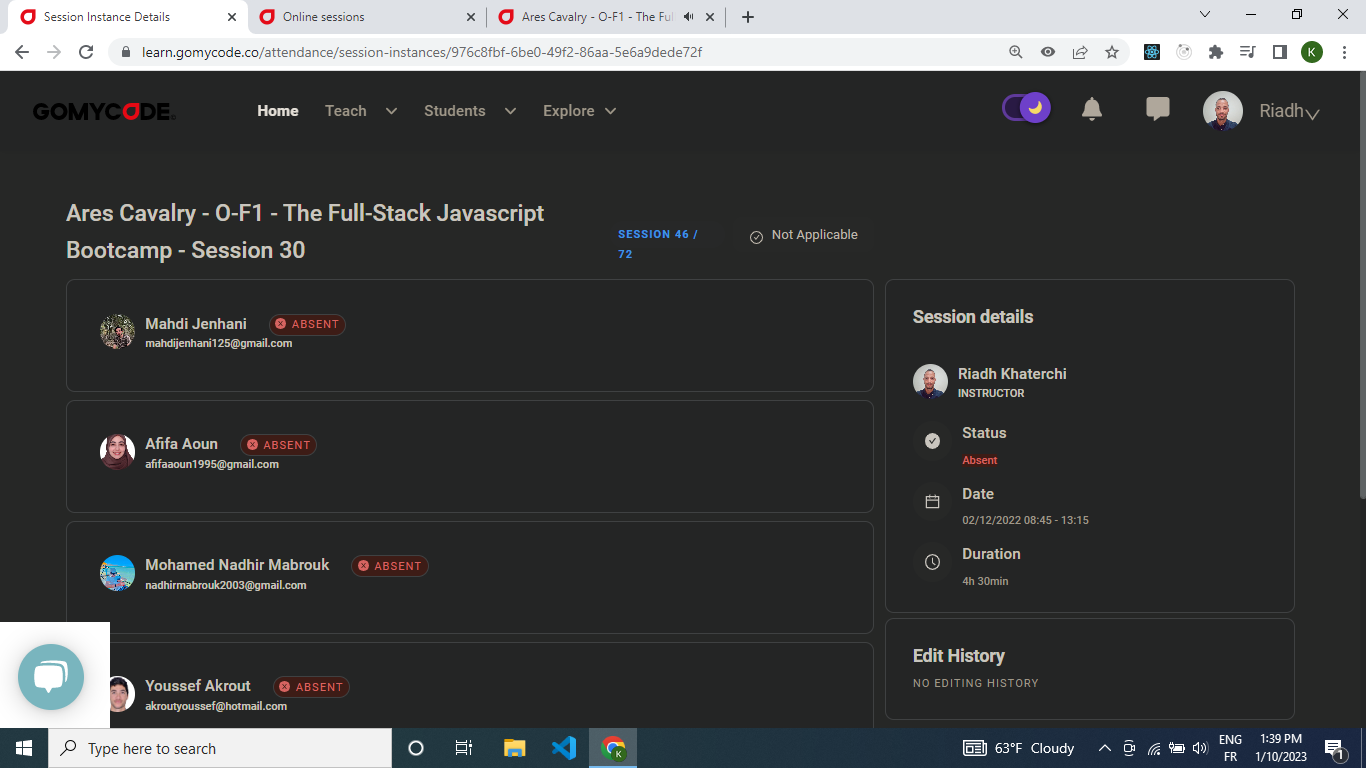 Session Instance Details
Online sessions
Ares Cavalry - O-F1 - The Ful
learn.gomycode.co/attendance/session-instances/976c8fbf-6be0-49f2-86aa-5e6a9dede72f
K
GOMYCODE
Home
Teach
Students
Explore
Riadh
Ares Cavalry - O-F1 - The Full-Stack Javascript
Bootcamp - Session 30
SESSION 46 /
72
Not Applicable
Mahdi Jenhani
ABSENT
mahdijenhani125@gmail.com
Afifa Aoun
ABSENT
afifaaoun1995@gmail.com
Mohamed Nadhir Mabrouk
ABSENT
nadhirmabrouk2003@gmail.com
Youssef Akrout
ABSENT
akroutyoussef@hotmail.com
Session details
Riadh Khaterchi
INSTRUCTOR
Status
Absent
Date
02/12/2022 08:45 - 13:15
Duration
4h 30min
Edit History
NO EDITING HISTORY
Type here to search
K
63°F Cloudy
ENG
FR
1:39 PM
1/10/2023
1